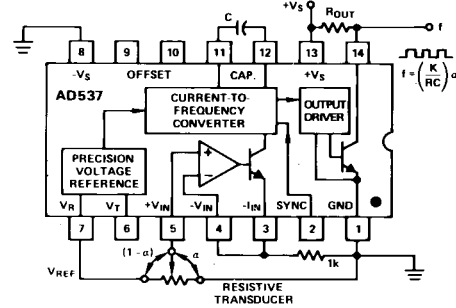 +VS
ROUT
C
f
8 9 10 11 12 13 14
-VS OFFSET CAP. +VS
AD537
f = (K/RC) α
CURRENT-TO-
FREQUENCY
CONVERTER
OUTPUT
DRIVER
PRECISION
VOLTAGE
REFERENCE
+
−
VR VT +VIN -VIN -IIN SYNC GND
7 6 5 4 3 2 1
(1-α) α
1k
VREF
RESISTIVE
TRANSDUCER